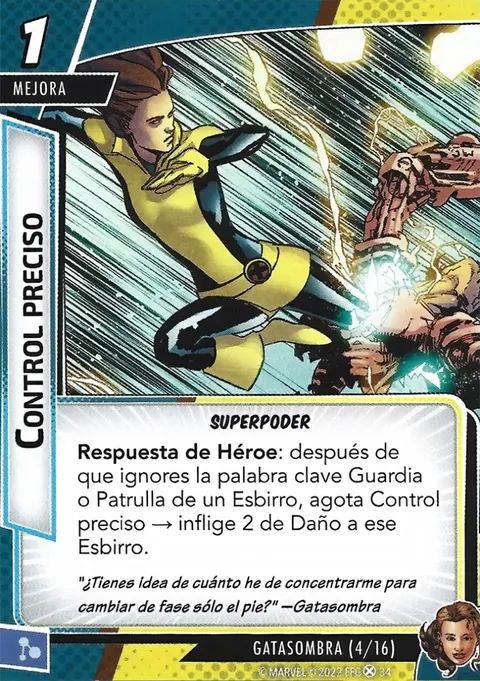 1
MEJORA
CONTROL PRECISO
SUPERPODER
Respuesta de Héroe: después de
que ignores la palabra clave Guardia
o Patrulla de un Esbirro, agota Control
preciso → inflige 2 de Daño a ese
Esbirro.
"¿Tienes idea de cuánto he de concentrarme para
cambiar de fase sólo el pie?" —Gatasombra
GATASOMBRA (4/16)
© MARVEL © 2022 FFG 34